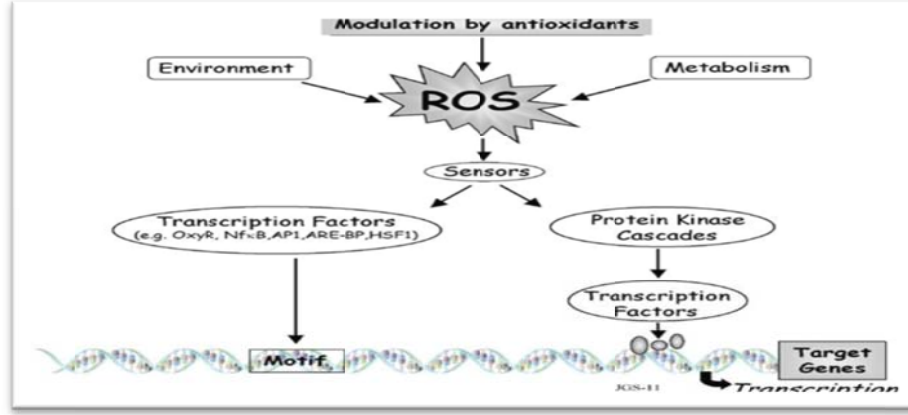 Modulation by antioxidants
Environment
Metabolism
ROS
Sensors
Transcription Factors
(e.g. OxyR, NfκB,AP1,ARE-BP,HSF1)
Protein Kinase
Cascades
Transcription
Factors
Motif
Target
Genes
JGS-11
Transcription